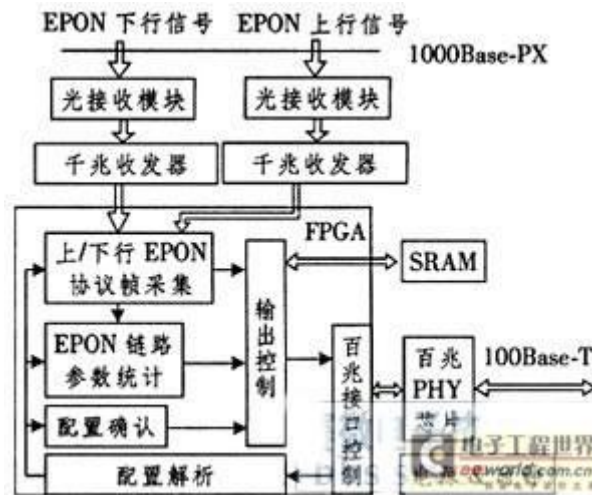 EPON 下行信号
EPON 上行信号
1000Base-PX
光接收模块
光接收模块
千兆收发器
千兆收发器
FPGA
上/下行 EPON
协议帧采集
SRAM
输出控制
EPON 链路
参数统计
百兆接口控制
百兆
PHY
芯片
100Base-T
配置确认
配置解析
电子工程世界
eeworld.com.cn